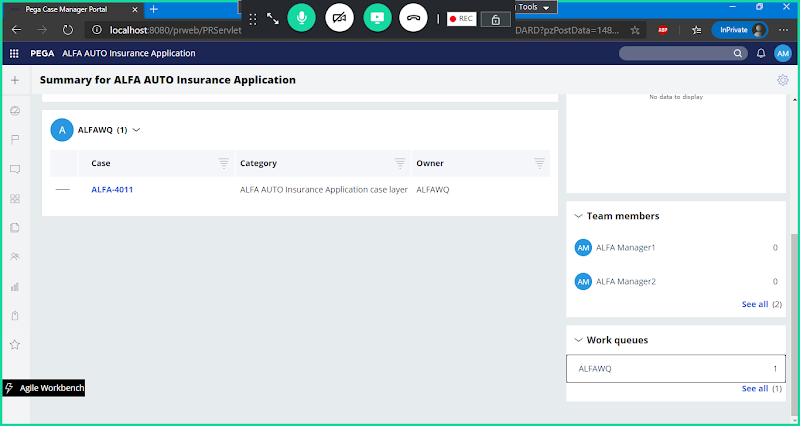 Pega Case Manager Portal
Tools
localhost:8080/prweb/PRServlet
REC
DARD?pzPostData=148...
ABP
InPrivate
PEGA ALFA AUTO Insurance Application
AM
Summary for ALFA AUTO Insurance Application
No data to display
A ALFAWQ (1)
Case Category Owner
ALFA-4011 ALFA AUTO Insurance Application case layer ALFAWQ
Team members
AM ALFA Manager1 0
AM ALFA Manager2 0
See all (2)
Work queues
ALFAWQ 1
See all (1)
Agile Workbench